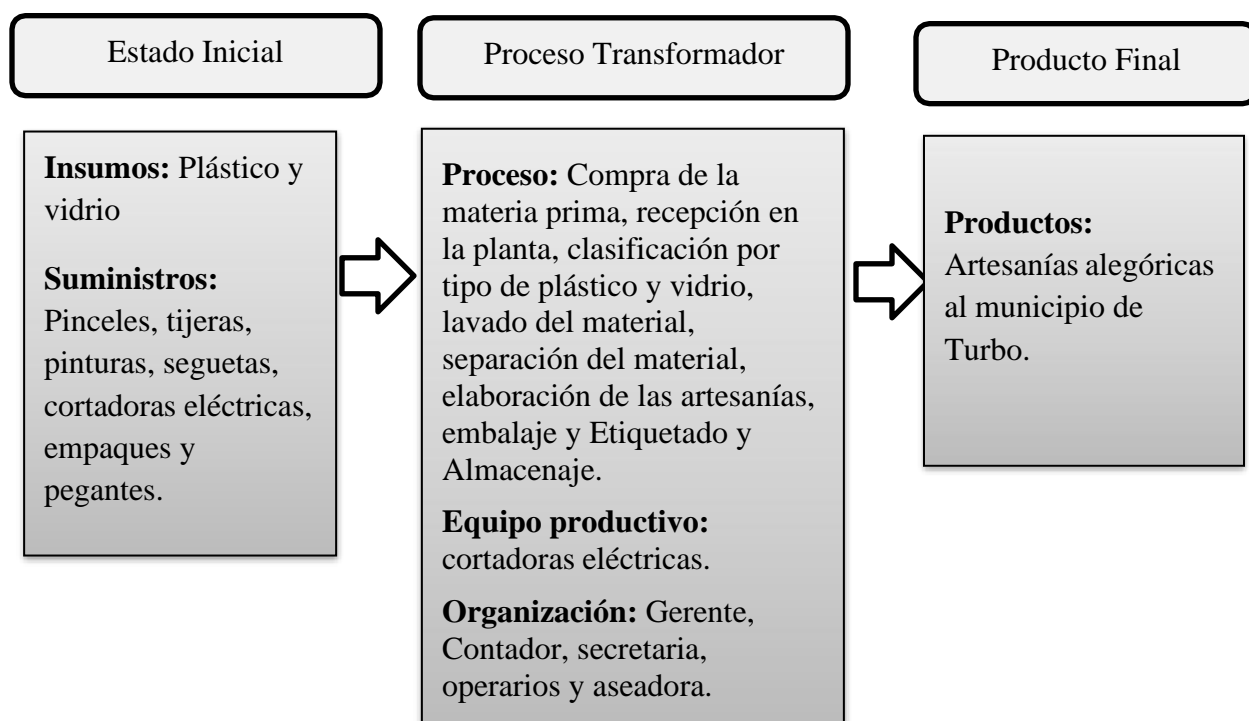 Estado Inicial
Proceso Transformador
Producto Final
Insumos: Plástico y
vidrio
Suministros:
Pinceles, tijeras,
pinturas, seguetas,
cortadoras eléctricas,
empaques y
pegantes.
Proceso: Compra de la
materia prima, recepción en
la planta, clasificación por
tipo de plástico y vidrio,
lavado del material,
separación del material,
elaboración de las artesanías,
embalaje y Etiquetado y
Almacenaje.
Equipo productivo:
cortadoras eléctricas.
Organización: Gerente,
Contador, secretaria,
operarios y aseadora.
Productos:
Artesanías alegóricas
al municipio de
Turbo.